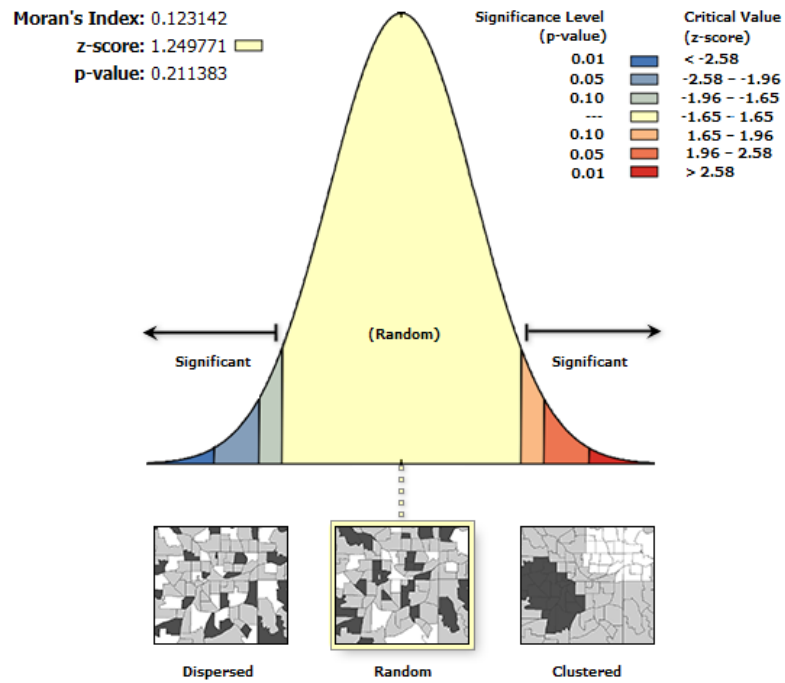 Moran's Index: 0.123142
z-score: 1.249771
p-value: 0.211383
Significance Level
(p-value)
Critical Value
(z-score)
0.01 < -2.58
0.05 -2.58 – -1.96
0.10 -1.96 – -1.65
--- -1.65 – 1.65
0.10 1.65 – 1.96
0.05 1.96 – 2.58
0.01 > 2.58
(Random)
Significant
Significant
Dispersed
Random
Clustered